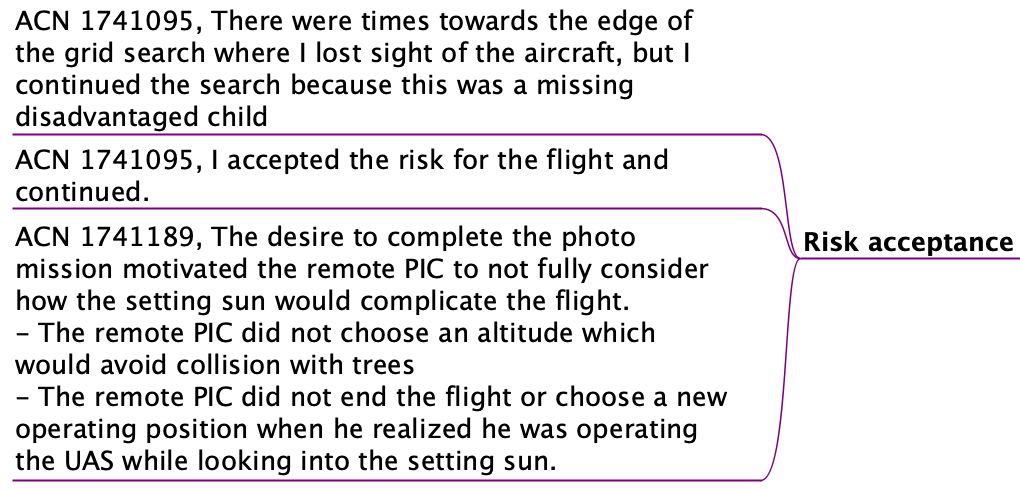 ACN 1741095, There were times towards the edge of
the grid search where I lost sight of the aircraft, but I
continued the search because this was a missing
disadvantaged child
ACN 1741095, I accepted the risk for the flight and
continued.
ACN 1741189, The desire to complete the photo
mission motivated the remote PIC to not fully consider
how the setting sun would complicate the flight.
– The remote PIC did not choose an altitude which
would avoid collision with trees
– The remote PIC did not end the flight or choose a new
operating position when he realized he was operating
the UAS while looking into the setting sun.
Risk acceptance